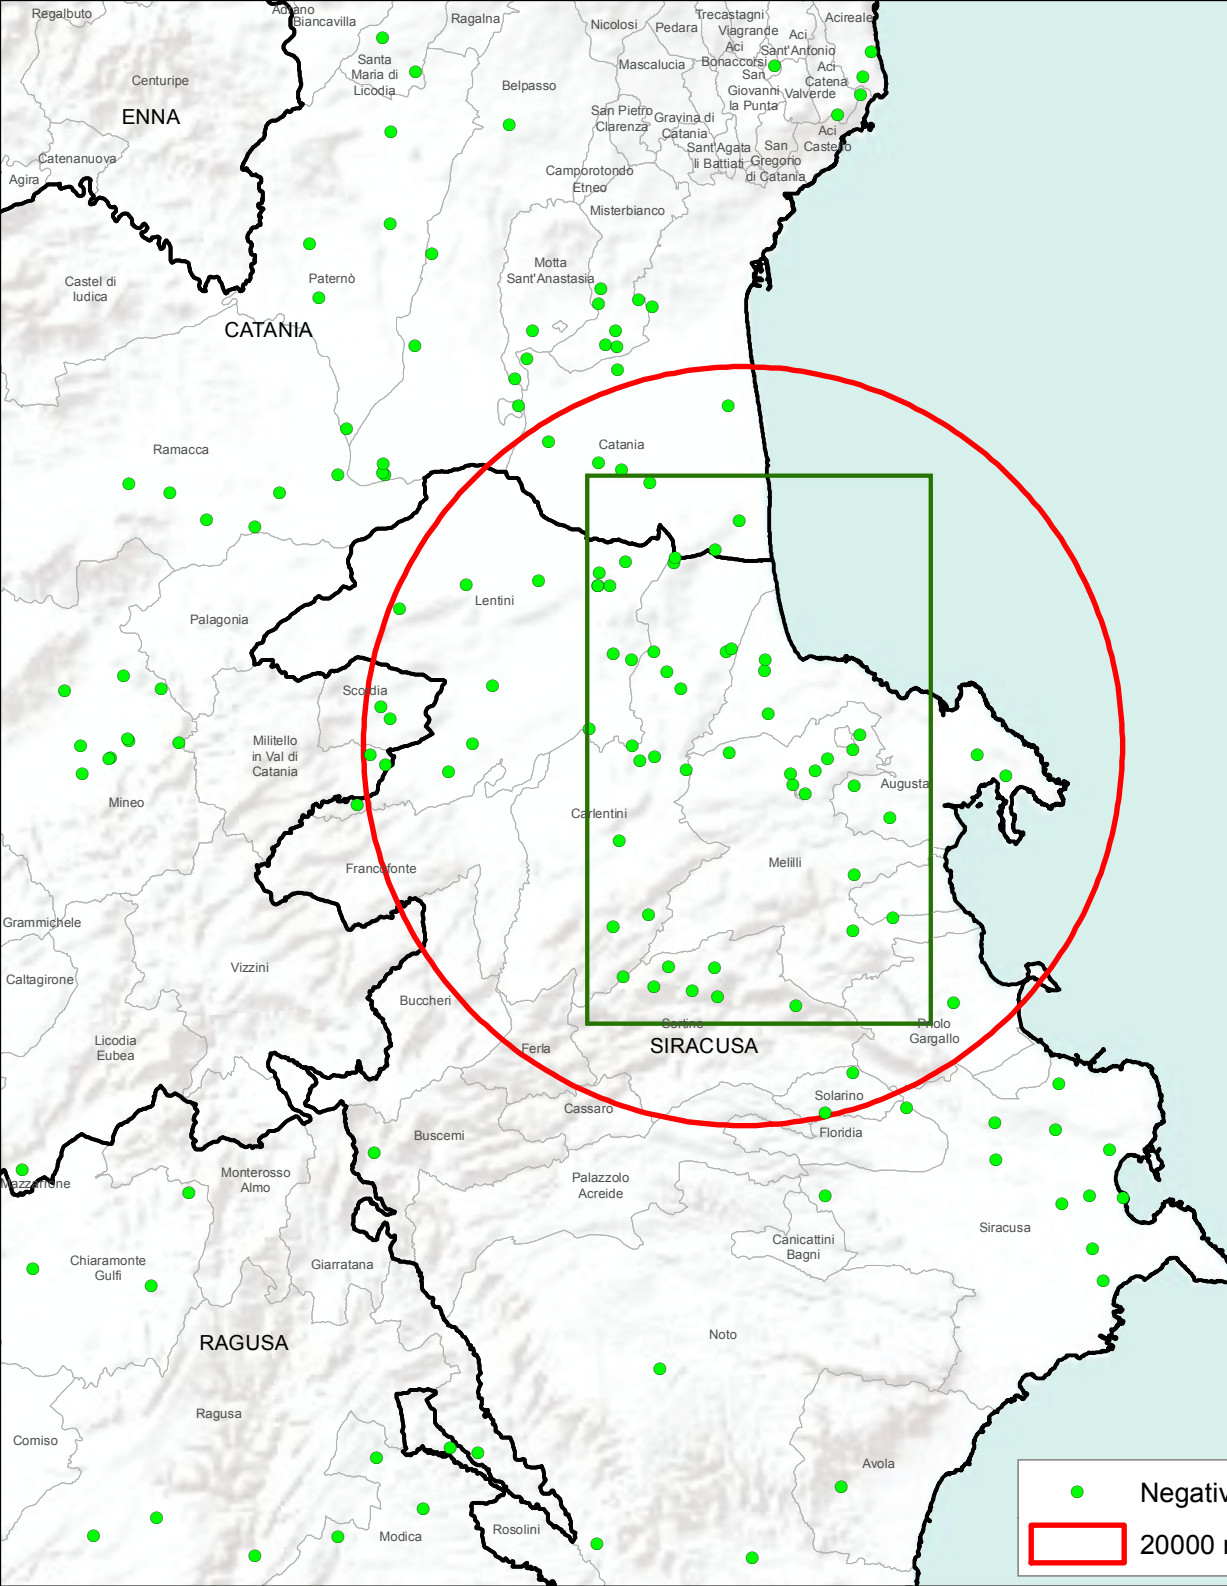 Regalbuto
Adrano
Biancavilla
Ragalna
Nicolosi
Pedara
Trecastagni
Viagrande
Acireale
Aci
Sant'Antonio
Aci
Bonaccorsi
Mascalucia
Santa
Maria di
Licodia
Centuripe
Belpasso
Aci
Catena
San
Giovanni
la Punta
Valverde
ENNA
San Pietro
Clarenza
Gravina di
Catania
Aci
Castello
Sant'Agata
li Battiati
San
Gregorio
di Catania
Catenanuova
Agira
Camporotondo
Etneo
Misterbianco
Motta
Sant'Anastasia
Castel di
Iudica
Paternò
CATANIA
Ramacca
Catania
Lentini
Palagonia
Scordia
Militello
in Val di
Catania
Mineo
Augusta
Carlentini
Melilli
Francofonte
Grammichele
Caltagirone
Vizzini
Buccheri
Licodia
Eubea
Sortino
Priolo
Gargallo
SIRACUSA
Ferla
Solarino
Cassaro
Floridia
Buscemi
Monterosso
Almo
Palazzolo
Acreide
Mazzarrone
Siracusa
Canicattini
Bagni
Chiaramonte
Gulfi
Giarratana
Noto
RAGUSA
Ragusa
Comiso
Avola
Modica
Rosolini
Negativ
20000 m